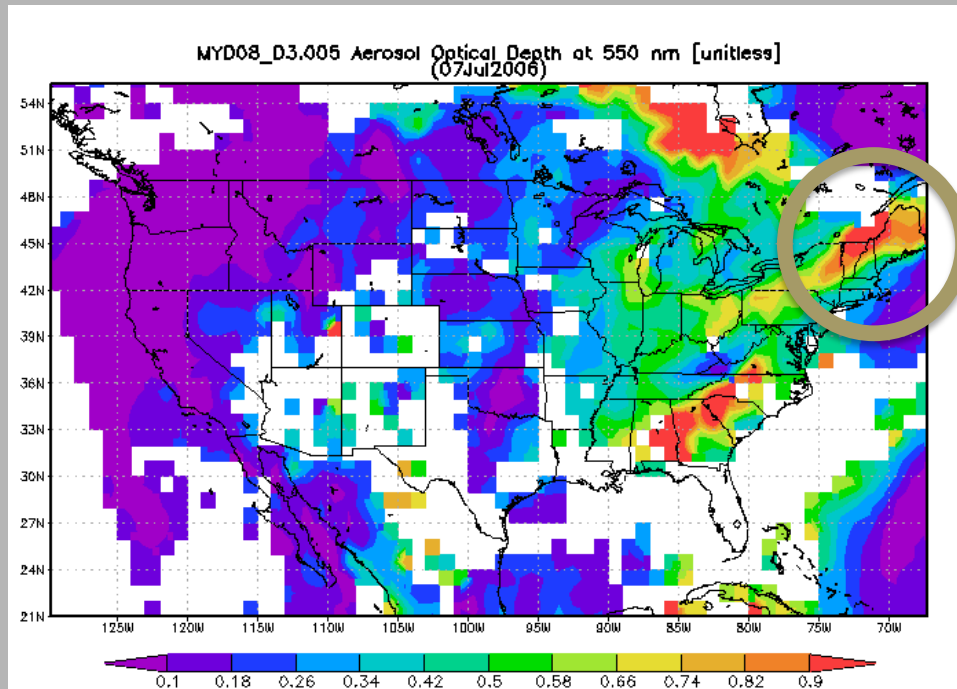 MYD08_D3.005 Aerosol Optical Depth at 550 nm [unitless]
(07Jul2006)
54N
51N
48N
45N
42N
39N
36N
33N
30N
27N
24N
21N
125W 120W 115W 110W 105W 100W 95W 90W 85W 80W 75W 70W
0.1 0.18 0.26 0.34 0.42 0.5 0.58 0.66 0.74 0.82 0.9